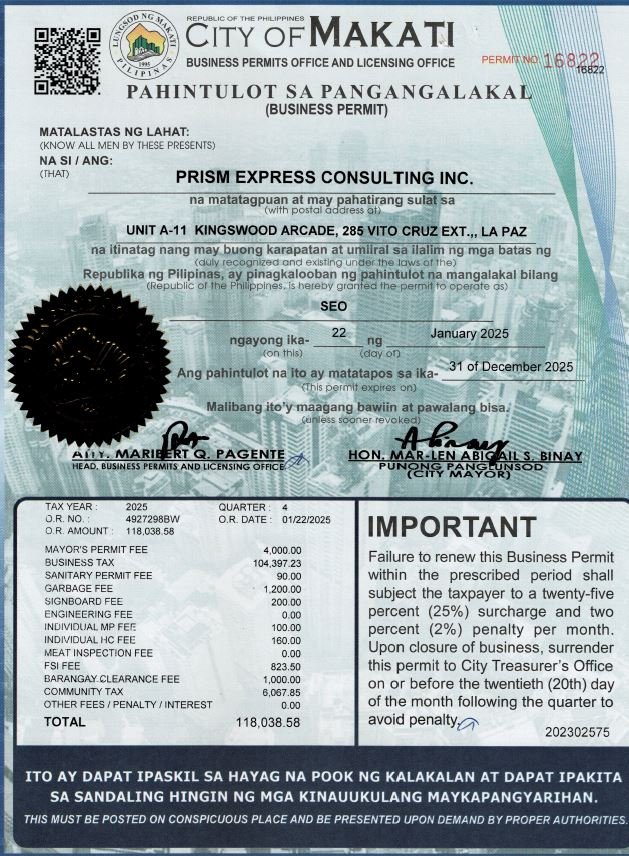 LUNGSOD NG MAKATI
PILIPINAS
1995
REPUBLIC OF THE PHILIPPINES
CITY OF MAKATI
BUSINESS PERMITS OFFICE AND LICENSING OFFICE
PERMIT NO. 16822
16822
PAHINTULOT SA PANGANGALAKAL
(BUSINESS PERMIT)
MATALASTAS NG LAHAT:
(KNOW ALL MEN BY THESE PRESENTS)
NA SI / ANG:
(THAT)
PRISM EXPRESS CONSULTING INC.
na matatagpuan at may pahatirang sulat sa
(with postal address at)
UNIT A-11 KINGSWOOD ARCADE, 285 VITO CRUZ EXT.,, LA PAZ
na itinatag nang may buong karapatan at umiiral sa ilalim ng mga batas ng
(duly recognized and existing under the laws of the)
Republika ng Pilipinas, ay pinagkalooban ng pahintulot na mangalakal bilang
(Republic of the Philippines, is hereby granted the permit to operate as)
SEO
ngayong ika- 22 ng January 2025
(on this) (day of)
Ang pahintulot na ito ay matatapos sa ika- 31 of December 2025
(This permit expires on)
Malibang ito'y maagang bawiin at pawalang bisa.
(unless sooner revoked)
ATTY. MARIBERT Q. PAGENTE
HEAD, BUSINESS PERMITS AND LICENSING OFFICE
HON. MAR-LEN ABIGAIL S. BINAY
PUNONG PANGLUNSOD
(CITY MAYOR)
TAX YEAR : 2025 QUARTER : 4
O.R. NO. : 4927298BW O.R. DATE : 01/22/2025
O.R. AMOUNT : 118,038.58
MAYOR'S PERMIT FEE 4,000.00
BUSINESS TAX 104,397.23
SANITARY PERMIT FEE 90.00
GARBAGE FEE 1,200.00
SIGNBOARD FEE 200.00
ENGINEERING FEE 0.00
INDIVIDUAL MP FEE 100.00
INDIVIDUAL HC FEE 160.00
MEAT INSPECTION FEE 0.00
FSI FEE 823.50
BARANGAY CLEARANCE FEE 1,000.00
COMMUNITY TAX 6,067.85
OTHER FEES / PENALTY / INTEREST 0.00
TOTAL 118,038.58
IMPORTANT
Failure to renew this Business Permit
within the prescribed period shall
subject the taxpayer to a twenty-five
percent (25%) surcharge and two
percent (2%) penalty per month.
Upon closure of business, surrender
this permit to City Treasurer's Office
on or before the twentieth (20th) day
of the month following the quarter to
avoid penalty.
202302575
ITO AY DAPAT IPASKIL SA HAYAG NA POOK NG KALAKALAN AT DAPAT IPAKITA
SA SANDALING HINGIN NG MGA KINAUUKULANG MAYKAPANGYARIHAN.
THIS MUST BE POSTED ON CONSPICUOUS PLACE AND BE PRESENTED UPON DEMAND BY PROPER AUTHORITIES.